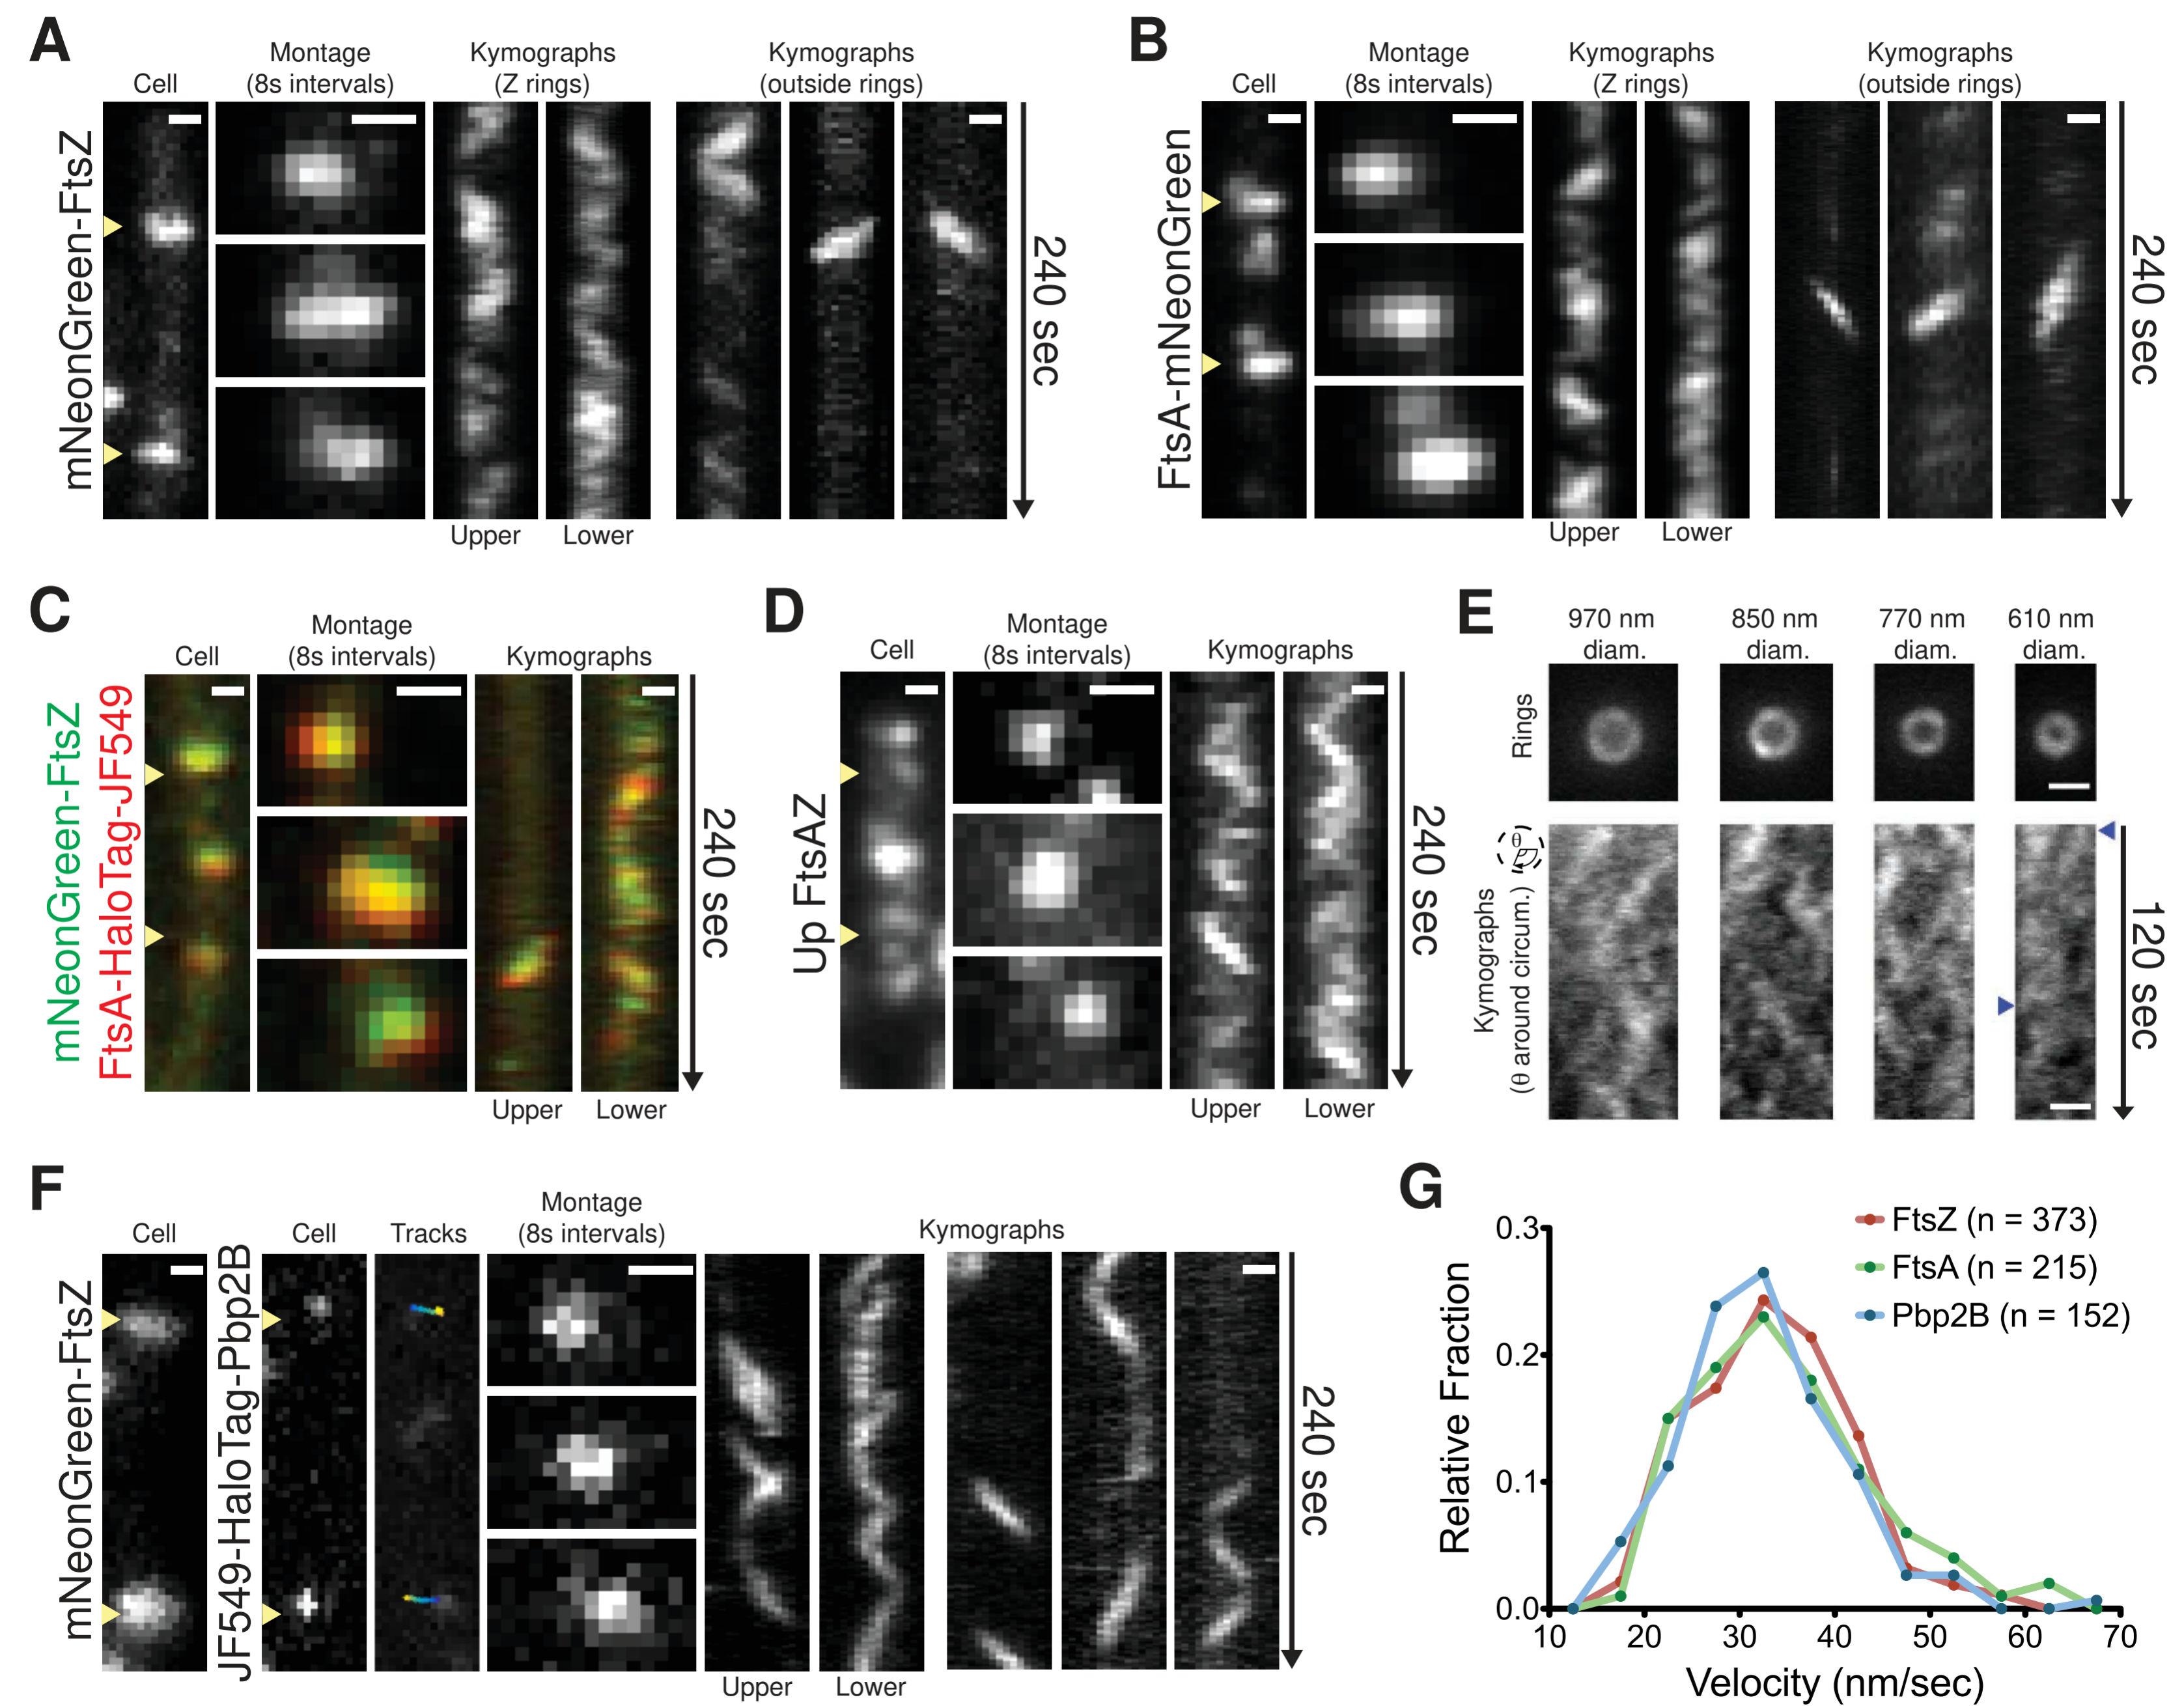 A
Cell
Montage
(8s intervals)
Kymographs
(Z rings)
Kymographs
(outside rings)
mNeonGreen-FtsZ
Upper
Lower
240 sec
B
Cell
Montage
(8s intervals)
Kymographs
(Z rings)
Kymographs
(outside rings)
FtsA-mNeonGreen
Upper
Lower
240 sec
C
Cell
Montage
(8s intervals)
Kymographs
mNeonGreen-FtsZ
FtsA-HaloTag-JF549
Upper
Lower
240 sec
D
Cell
Montage
(8s intervals)
Kymographs
Up FtsAZ
Upper
Lower
240 sec
E
970 nm
diam.
850 nm
diam.
770 nm
diam.
610 nm
diam.
Rings
θ
Kymographs
(θ around circum.)
120 sec
F
Cell
Cell
Tracks
Montage
(8s intervals)
Kymographs
mNeonGreen-FtsZ
JF549-HaloTag-Pbp2B
Upper
Lower
240 sec
G
FtsZ (n = 373)
FtsA (n = 215)
Pbp2B (n = 152)
Relative Fraction
0.3
0.2
0.1
0.0
10 20 30 40 50 60 70
Velocity (nm/sec)